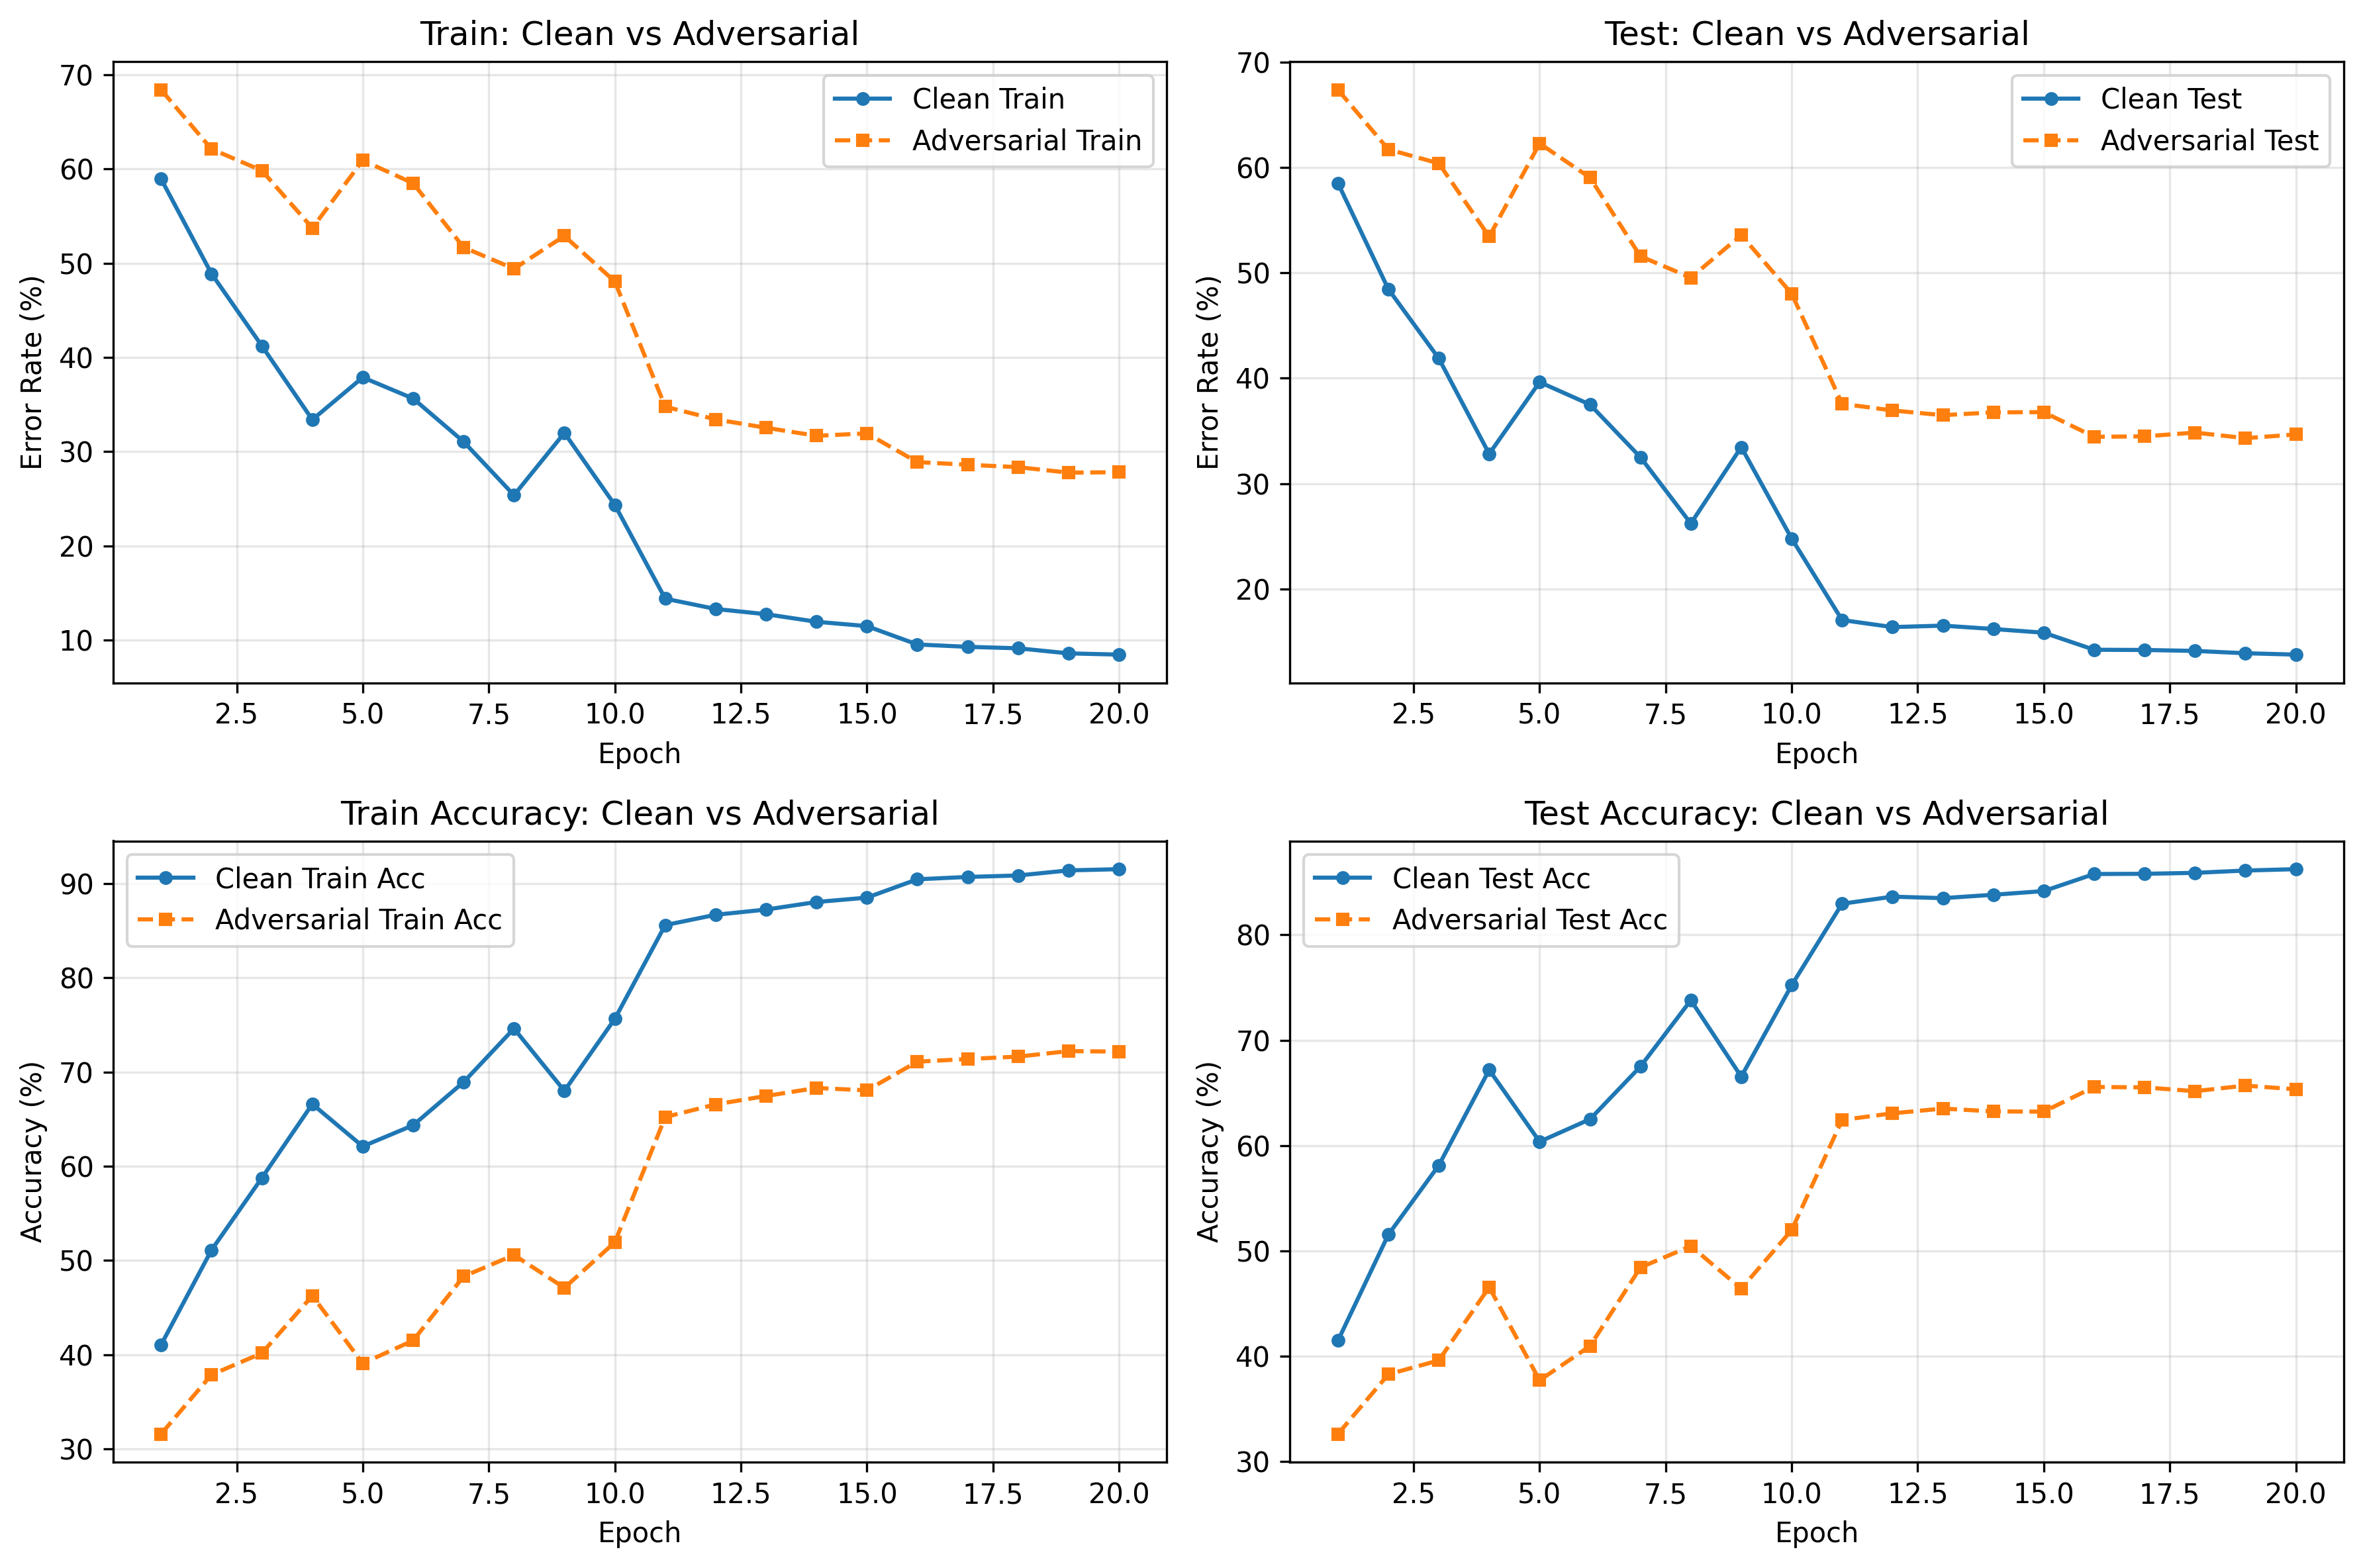 Train: Clean vs Adversarial
70
60
50
40
30
20
10
Error Rate (%)
Clean Train
Adversarial Train
2.5 5.0 7.5 10.0 12.5 15.0 17.5 20.0
Epoch
Test: Clean vs Adversarial
70
60
50
40
30
20
Error Rate (%)
Clean Test
Adversarial Test
2.5 5.0 7.5 10.0 12.5 15.0 17.5 20.0
Epoch
Train Accuracy: Clean vs Adversarial
90
80
70
60
50
40
30
Accuracy (%)
Clean Train Acc
Adversarial Train Acc
2.5 5.0 7.5 10.0 12.5 15.0 17.5 20.0
Epoch
Test Accuracy: Clean vs Adversarial
80
70
60
50
40
30
Accuracy (%)
Clean Test Acc
Adversarial Test Acc
2.5 5.0 7.5 10.0 12.5 15.0 17.5 20.0
Epoch